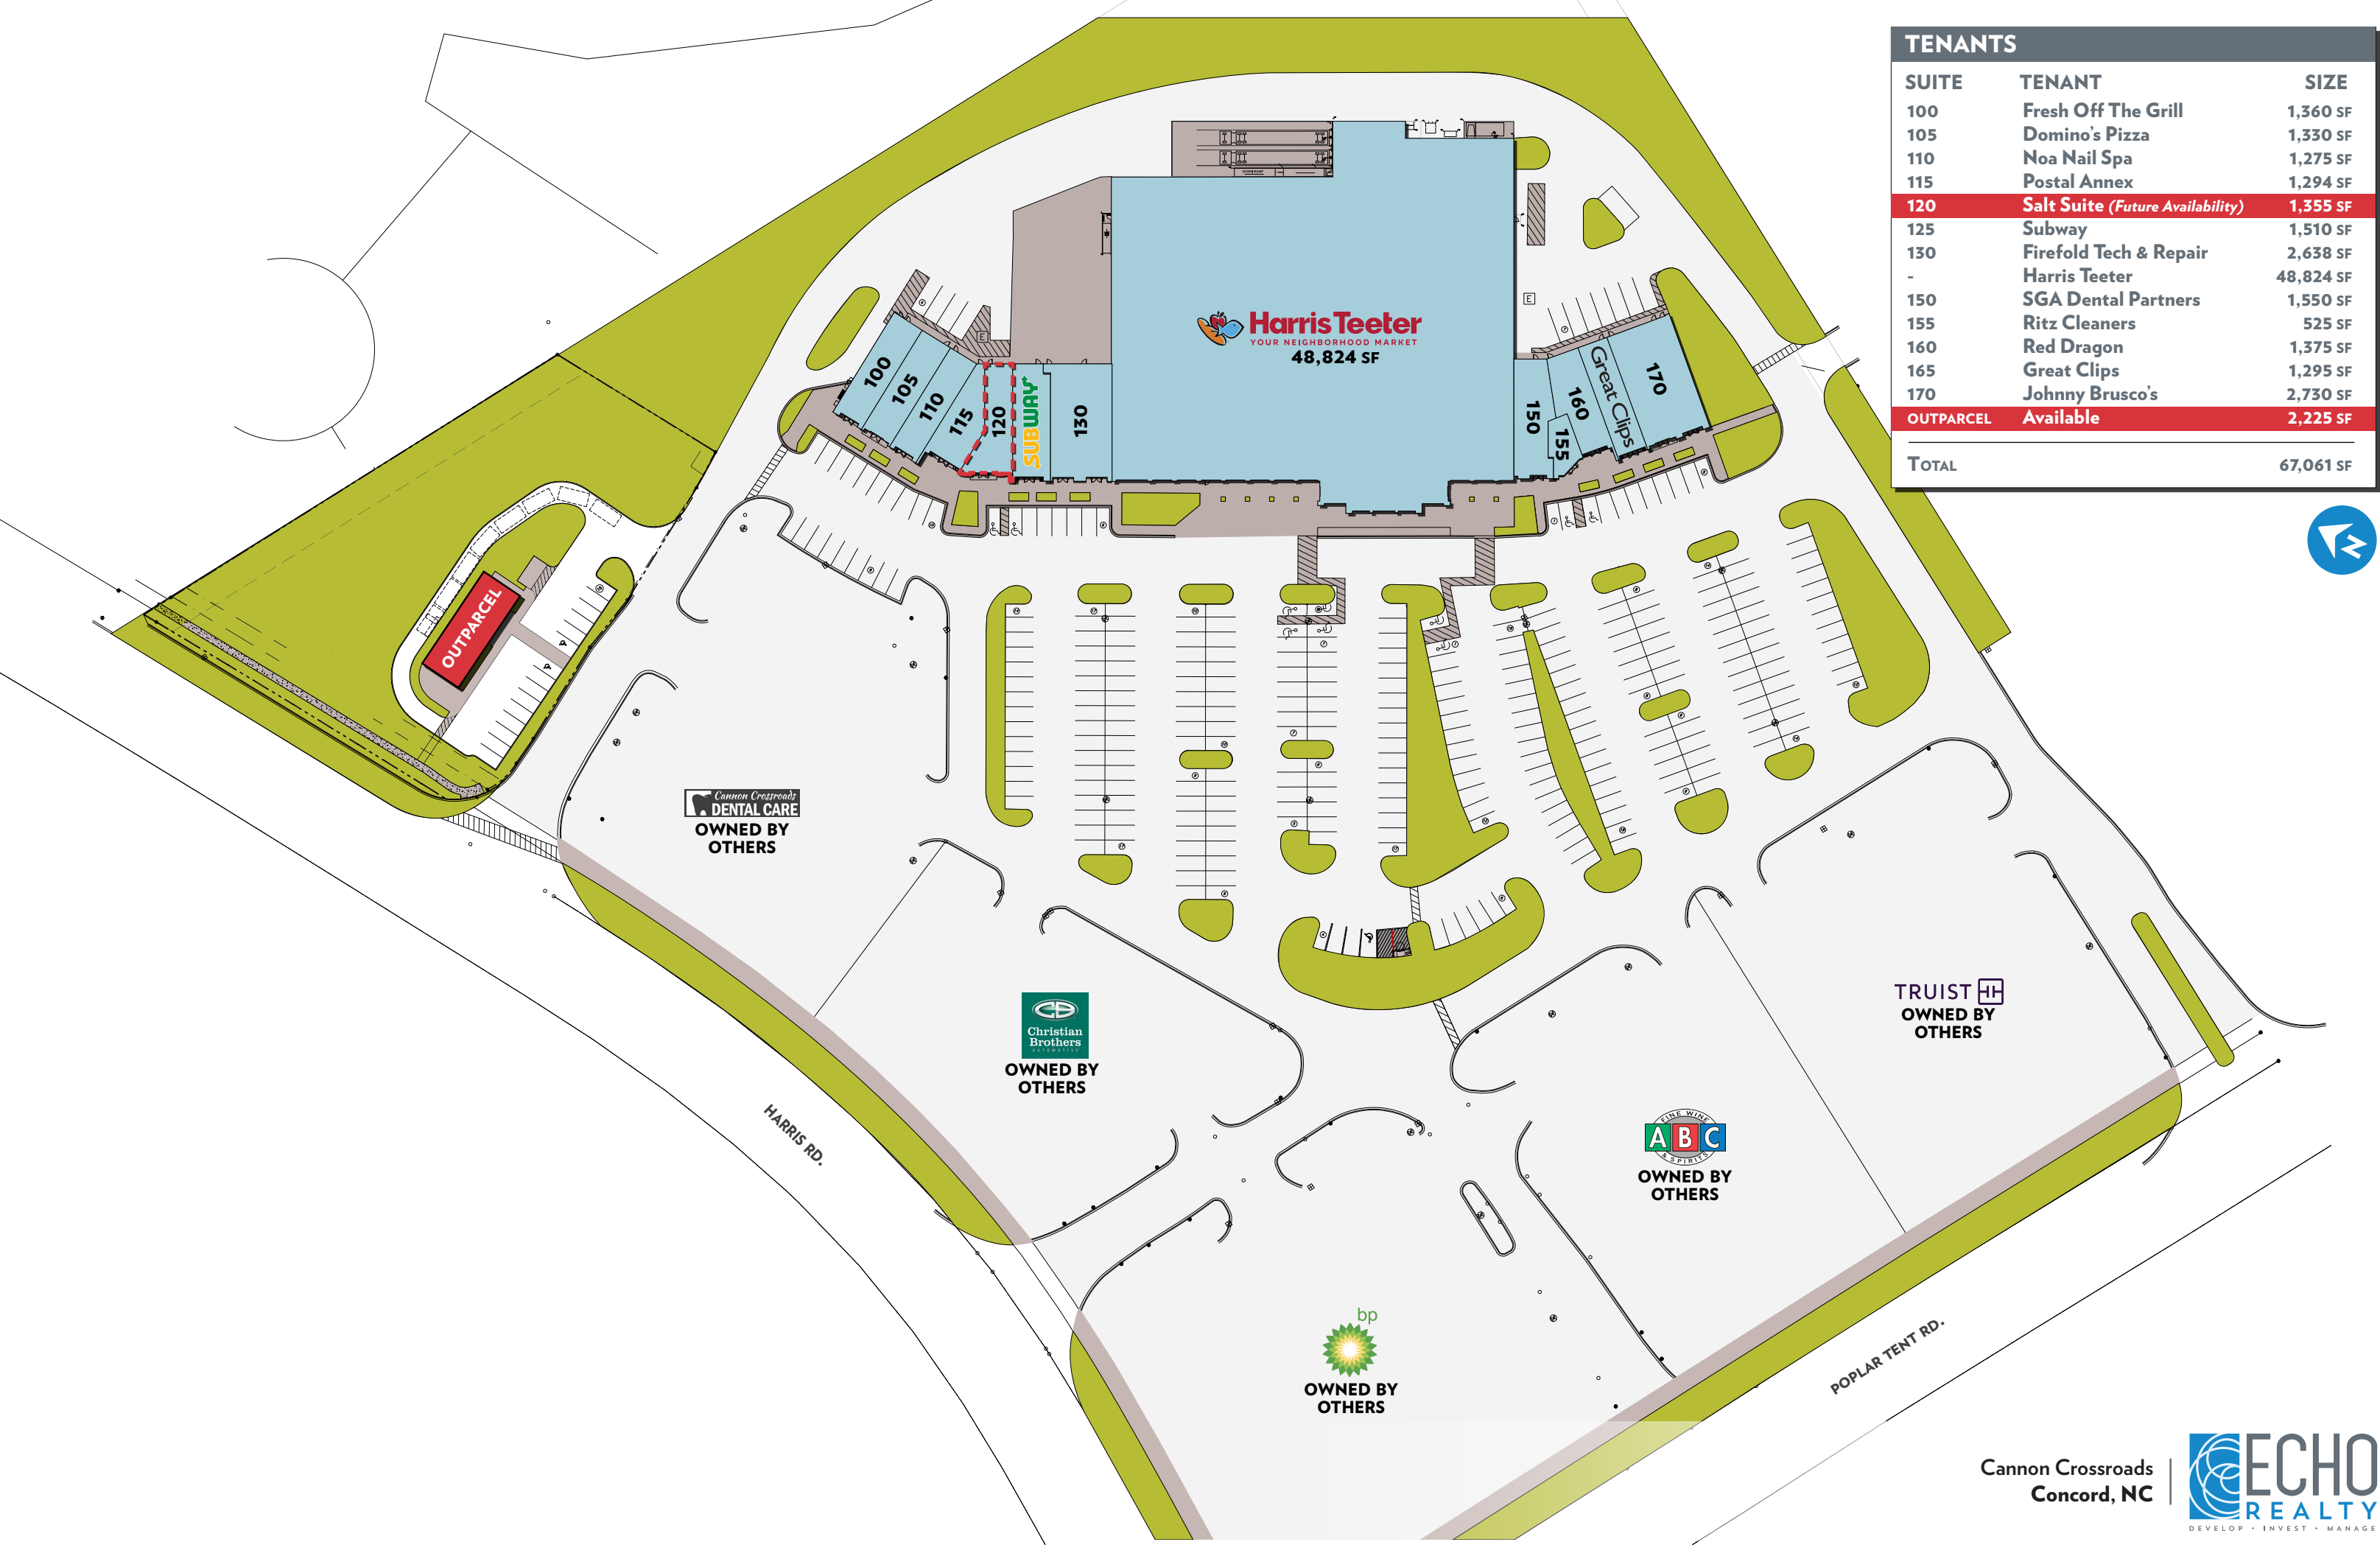 TENANTS
SUITE TENANT SIZE
100 Fresh Off The Grill 1,360 SF
105 Domino's Pizza 1,330 SF
110 Noa Nail Spa 1,275 SF
115 Postal Annex 1,294 SF
120 Salt Suite (Future Availability) 1,355 SF
125 Subway 1,510 SF
130 Firefold Tech & Repair 2,638 SF
- Harris Teeter 48,824 SF
150 SGA Dental Partners 1,550 SF
155 Ritz Cleaners 525 SF
160 Red Dragon 1,375 SF
165 Great Clips 1,295 SF
170 Johnny Brusco's 2,730 SF
OUTPARCEL Available 2,225 SF
TOTAL 67,061 SF
N
Harris Teeter
YOUR NEIGHBORHOOD MARKET
48,824 SF
E
E
100
105
110
115
120
SUBWAY
130
150
155
160
Great Clips
170
OUTPARCEL
Cannon Crossroads
DENTAL CARE
OWNED BY
OTHERS
CB
Christian
Brothers
AUTOMOTIVE
OWNED BY
OTHERS
TRUIST
OWNED BY
OTHERS
FINE WINE
ABC
& SPIRITS
OWNED BY
OTHERS
bp
OWNED BY
OTHERS
HARRIS RD.
POPLAR TENT RD.
Cannon Crossroads
Concord, NC
ECHO
REALTY
DEVELOP • INVEST • MANAGE